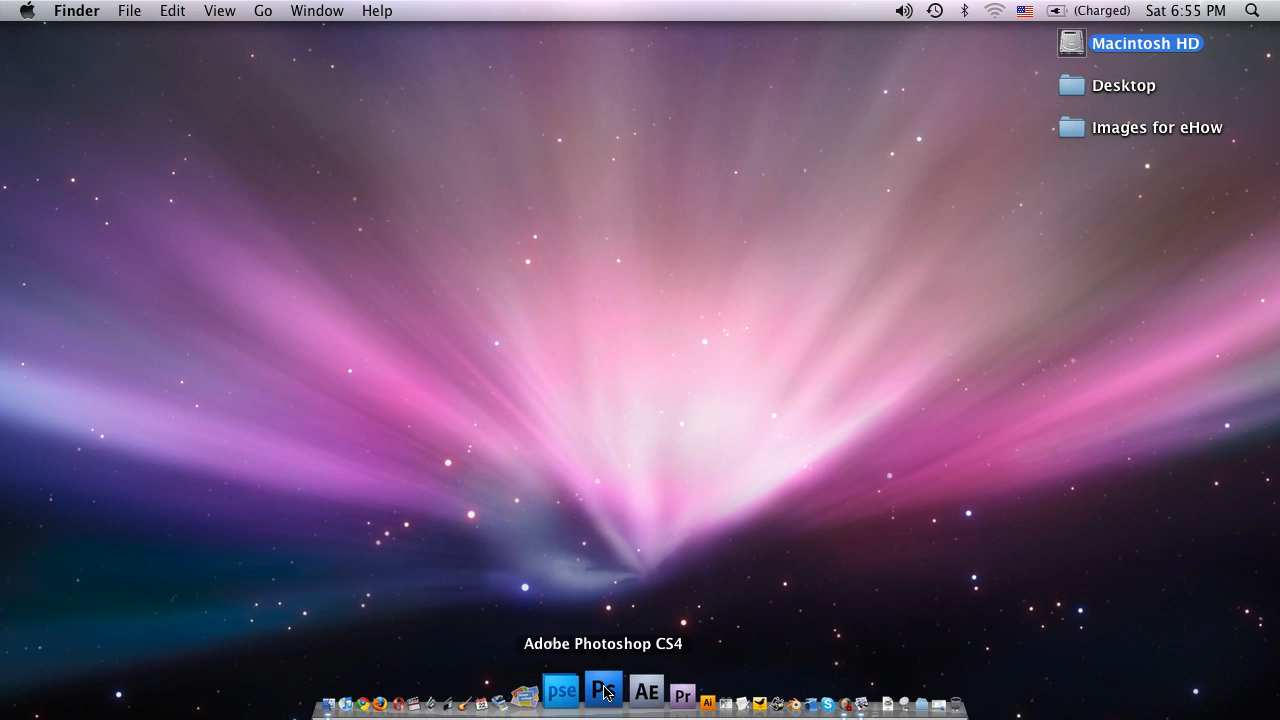 Finder File Edit View Go Window Help (Charged) Sat 6:55 PM
Macintosh HD
Desktop
Images for eHow
Adobe Photoshop CS4
pse Ps AE Pr Ai